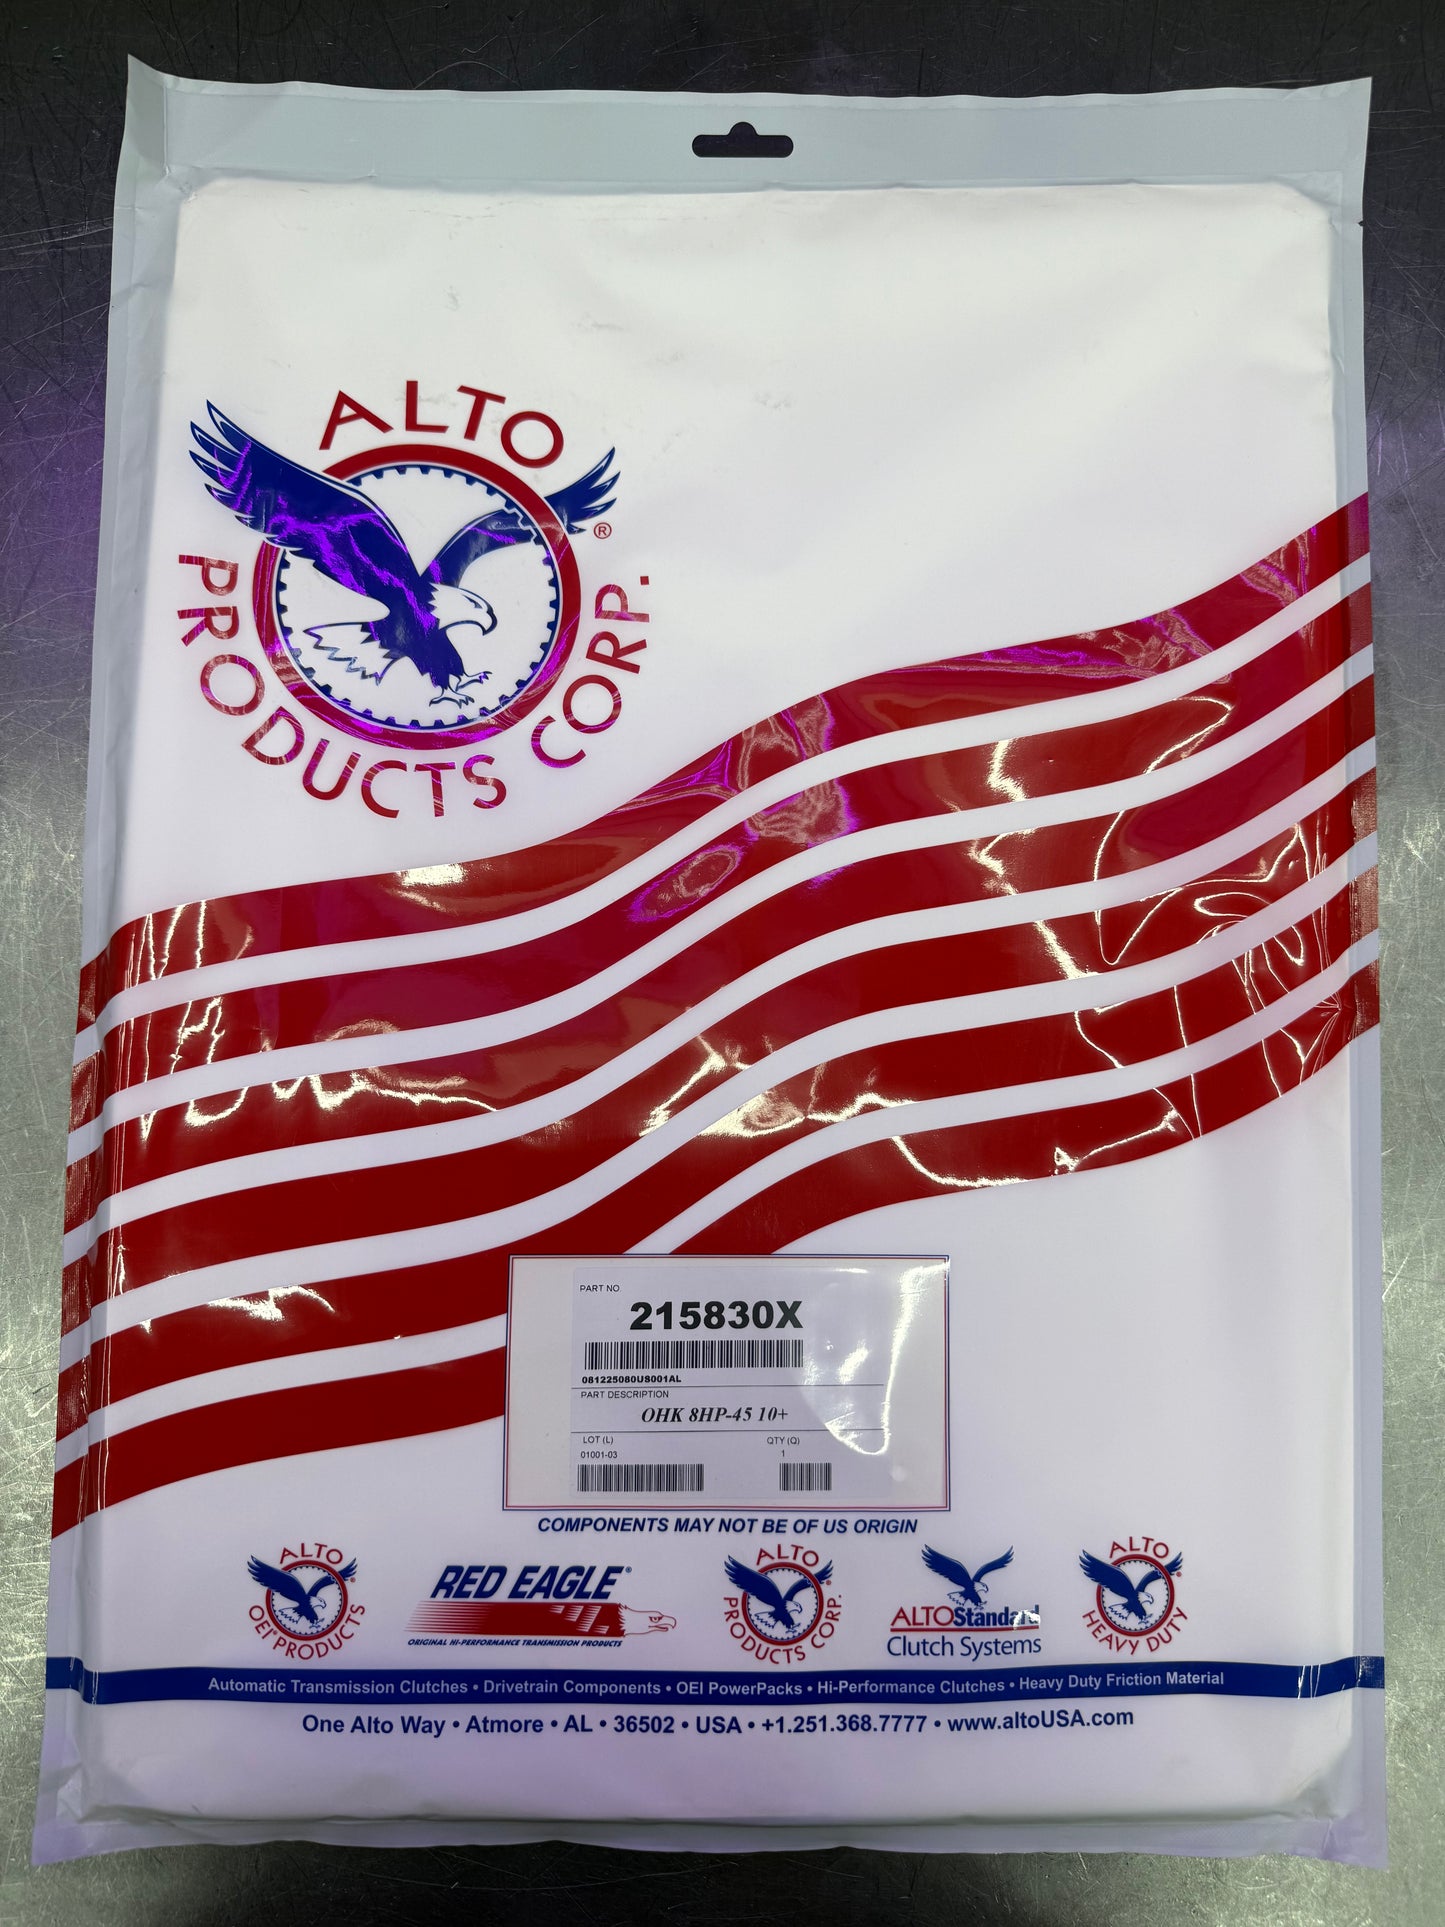 ALTO
PRODUCTS CORP.
®
PART NO.
215830X
081225080US001AL
PART DESCRIPTION
OHK 8HP-45 10+
LOT (L)
QTY (Q)
01001-03
1
COMPONENTS MAY NOT BE OF US ORIGIN
ALTO
OEI® PRODUCTS
RED EAGLE®
ORIGINAL HI-PERFORMANCE TRANSMISSION PRODUCTS
ALTO
PRODUCTS CORP.
ALTOStandard
Clutch Systems
ALTO
HEAVY DUTY
Automatic Transmission Clutches • Drivetrain Components • OEI PowerPacks • Hi-Performance Clutches • Heavy Duty Friction Material
One Alto Way • Atmore • AL • 36502 • USA • +1.251.368.7777 • www.altoUSA.com